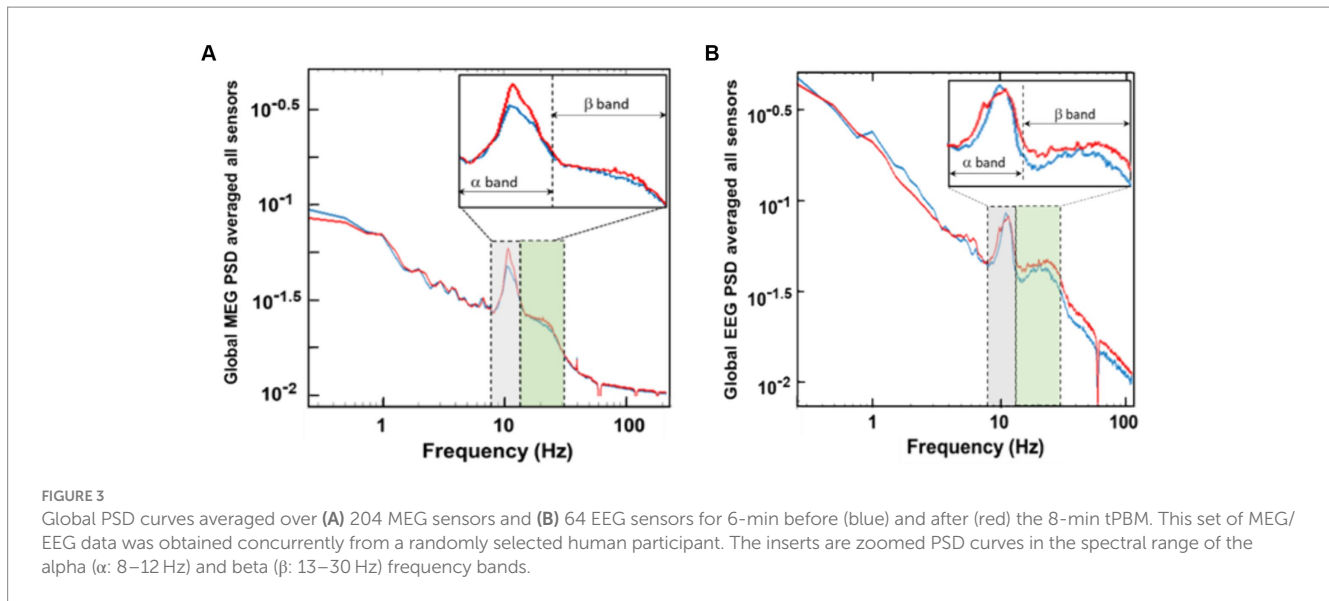 A
Global MEG PSD averaged all sensors
10^-0.5
10^-1
10^-1.5
10^-2
β band
α band
1
10
100
Frequency (Hz)
B
Global EEG PSD averaged all sensors
10^-0.5
10^-1
10^-1.5
10^-2
β band
α band
1
10
100
Frequency (Hz)
FIGURE 3
Global PSD curves averaged over (A) 204 MEG sensors and (B) 64 EEG sensors for 6-min before (blue) and after (red) the 8-min tPBM. This set of MEG/
EEG data was obtained concurrently from a randomly selected human participant. The inserts are zoomed PSD curves in the spectral range of the
alpha (α: 8–12 Hz) and beta (β: 13–30 Hz) frequency bands.